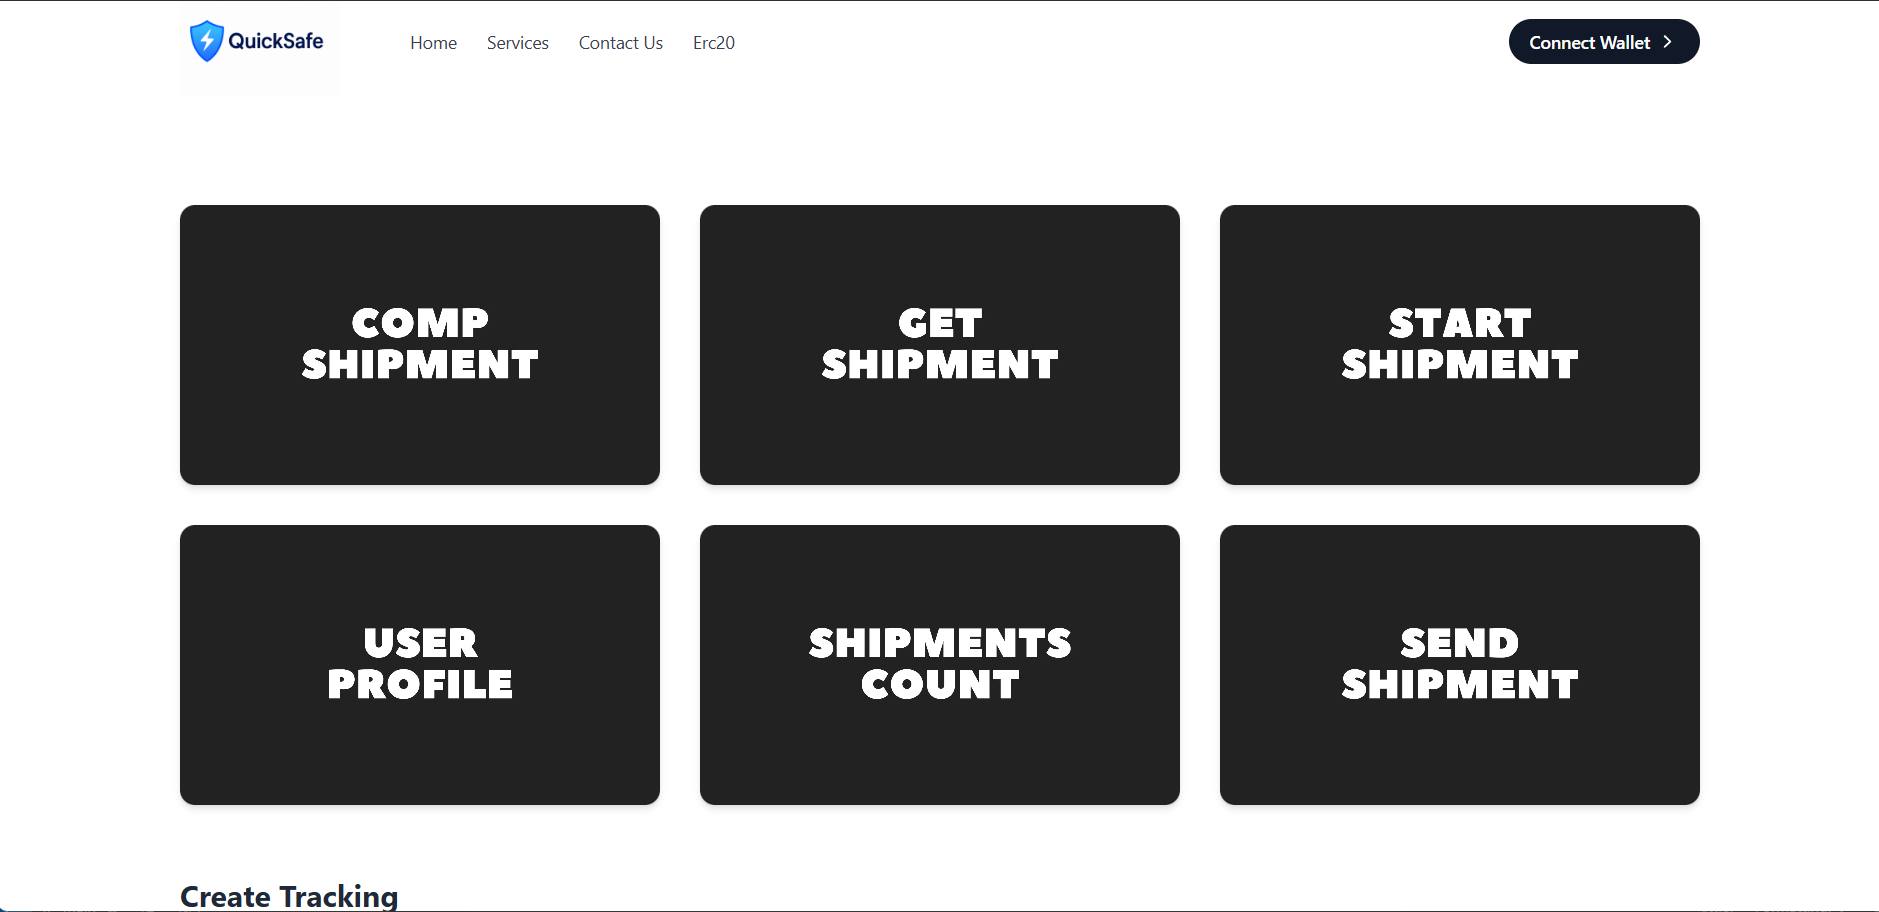 QuickSafe
Home
Services
Contact Us
Erc20
Connect Wallet
COMP
SHIPMENT
GET
SHIPMENT
START
SHIPMENT
USER
PROFILE
SHIPMENTS
COUNT
SEND
SHIPMENT
Create Tracking